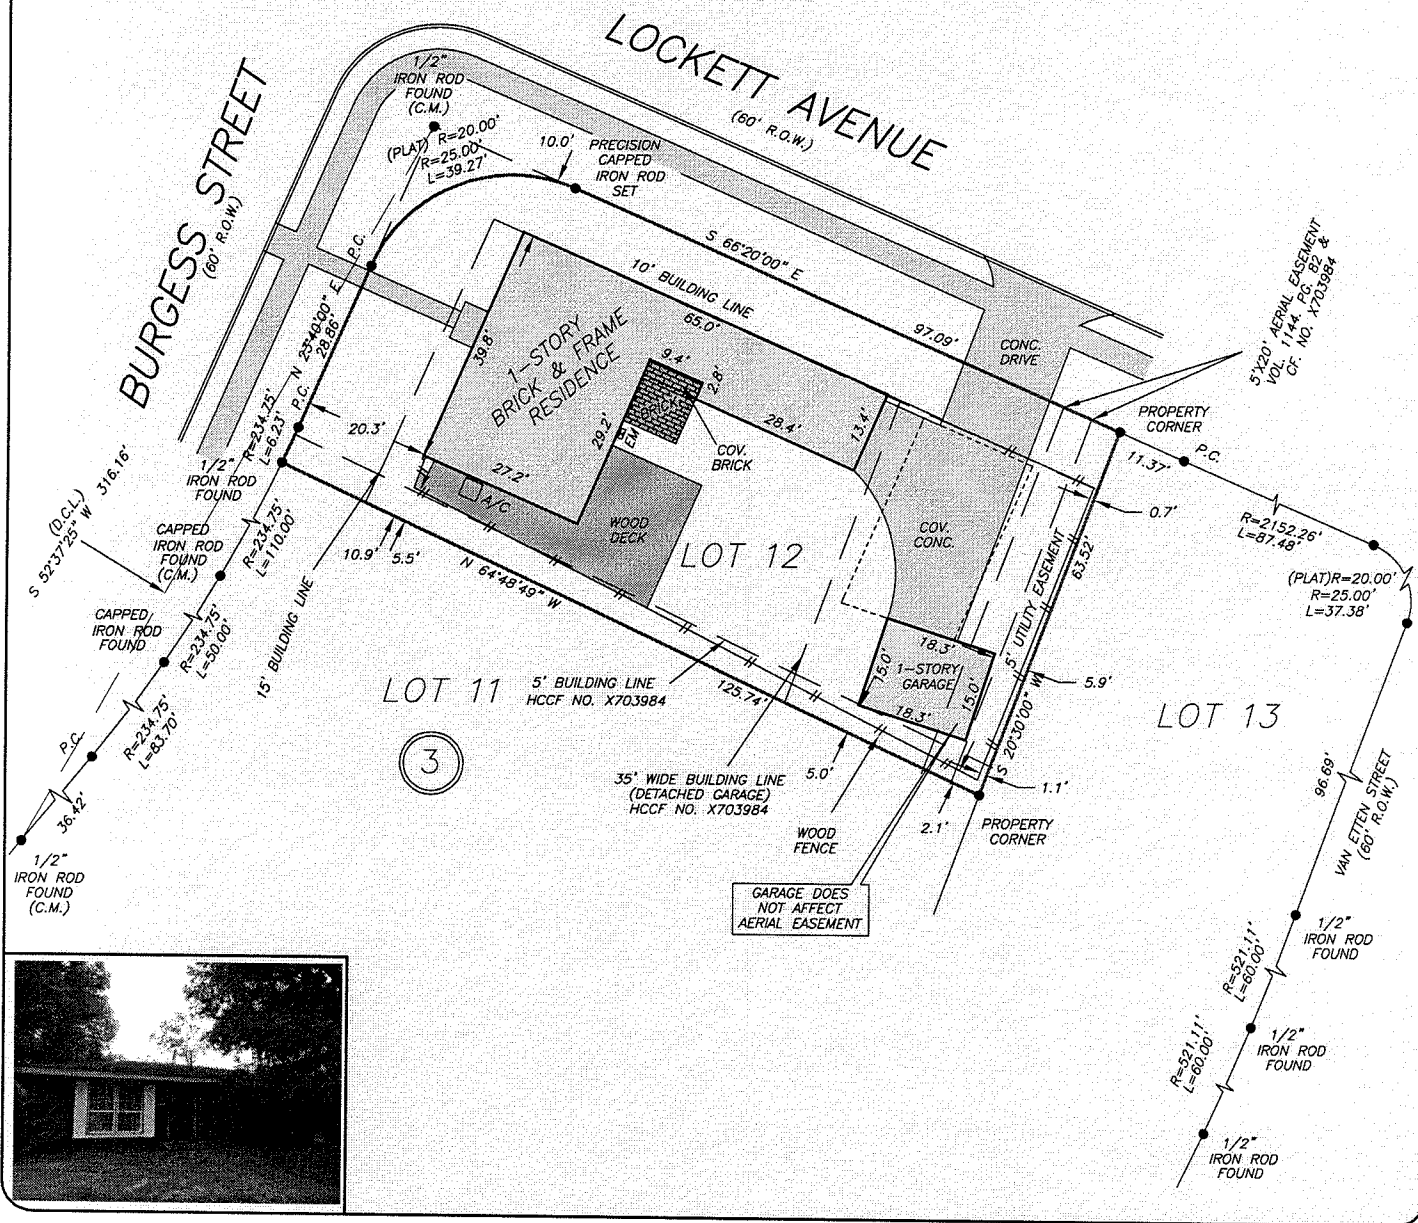 LOCKETT AVENUE
(60' R.O.W.)
BURGESS STREET
(60' R.O.W.)
1/2"
IRON ROD
FOUND
(C.M.)
(PLAT) R=20.00'
R=25.00'
L=39.27'
10.0'
PRECISION
CAPPED
IRON ROD
SET
S 66°20'00" E
97.09'
10' BUILDING LINE
65.0'
39.8'
1-STORY
BRICK & FRAME
RESIDENCE
9.4'
2.8'
BRICKS
COV.
BRICK
28.4'
13.4'
29.2'
EM
27.2'
A/C
WOOD
DECK
CONC.
DRIVE
COV.
CONC.
5'X20' AERIAL EASEMENT
VOL. 1144, PG. 82 &
CF. NO. X703984
PROPERTY
CORNER
P.C.
11.37'
0.7'
R=2152.26'
L=87.48'
(PLAT)R=20.00'
R=25.00'
L=37.38'
P.C.
N 23°40'00" E
28.86'
P.C.
R=234.75'
L=6.23'
20.3'
1/2"
IRON ROD
FOUND
(D.C.L.)
S 52°37'25" W 316.16'
CAPPED
IRON ROD
FOUND
(C.M.)
R=234.75'
L=110.00'
CAPPED
IRON ROD
FOUND
R=234.75'
L=50.00'
R=234.75'
L=83.70'
P.C.
36.42'
1/2"
IRON ROD
FOUND
(C.M.)
15' BUILDING LINE
10.9'
5.5'
N 64°48'49" W
125.74'
LOT 12
LOT 11
3
5' BUILDING LINE
HCCF NO. X703984
35' WIDE BUILDING LINE
(DETACHED GARAGE)
HCCF NO. X703984
18.3'
15.0'
1-STORY
GARAGE
15.0'
18.3'
5' UTILITY EASEMENT
63.52'
S 20°30'00" W
5.9'
LOT 13
5.0'
WOOD
FENCE
2.1'
1.1'
PROPERTY
CORNER
GARAGE DOES
NOT AFFECT
AERIAL EASEMENT
96.69'
VAN ETTEN STREET
(60' R.O.W.)
1/2"
IRON ROD
FOUND
R=521.11'
L=60.00'
1/2"
IRON ROD
FOUND
R=521.11'
L=60.00'
1/2"
IRON ROD
FOUND